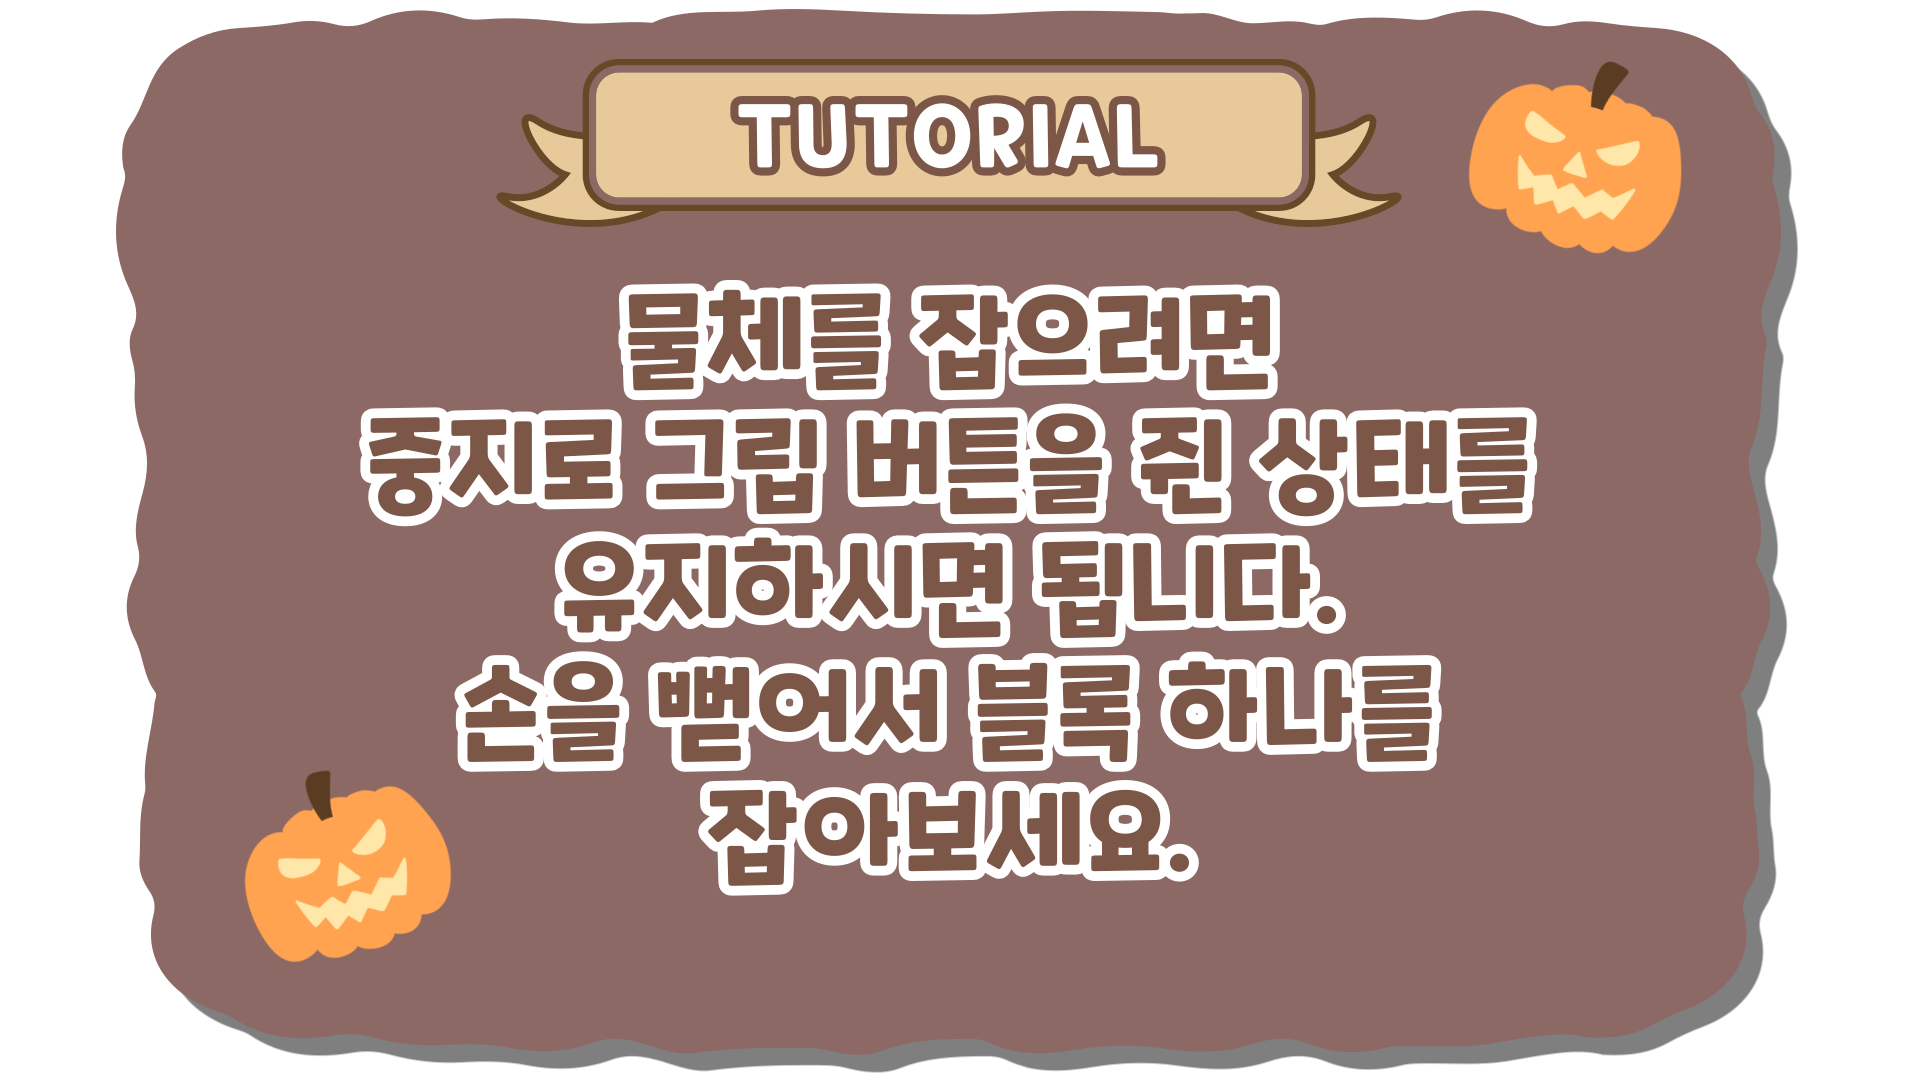 TUTORIAL
물체를 잡으려면
중지로 그립 버튼을 쥔 상태를
유지하시면 됩니다.
손을 뻗어서 블록 하나를
잡아보세요.